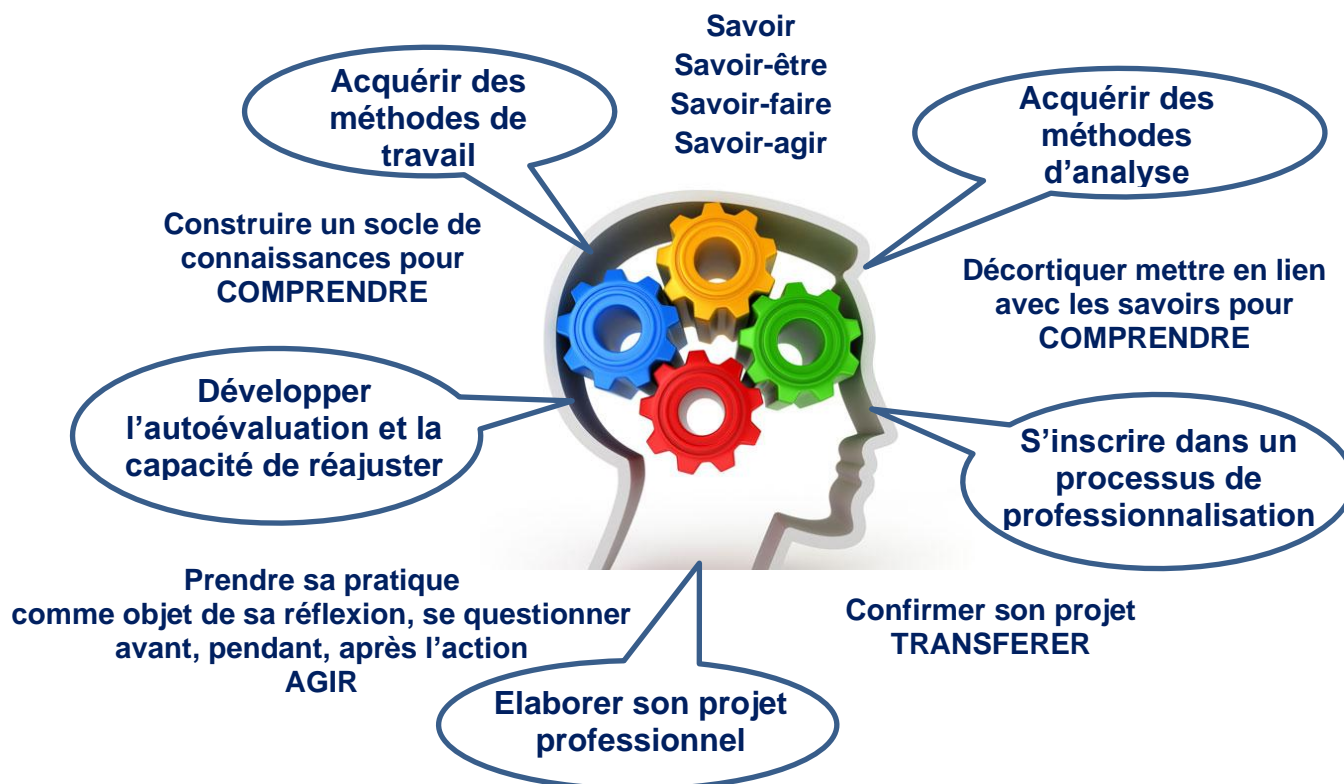 Savoir
Savoir-être
Savoir-faire
Savoir-agir
Acquérir des
méthodes de
travail
Acquérir des
méthodes
d’analyse
Construire un socle de
connaissances pour
COMPRENDRE
Décortiquer mettre en lien
avec les savoirs pour
COMPRENDRE
Développer
l’autoévaluation et la
capacité de réajuster
S’inscrire dans un
processus de
professionnalisation
Prendre sa pratique
comme objet de sa réflexion, se questionner
avant, pendant, après l’action
AGIR
Confirmer son projet
TRANSFERER
Elaborer son projet
professionnel